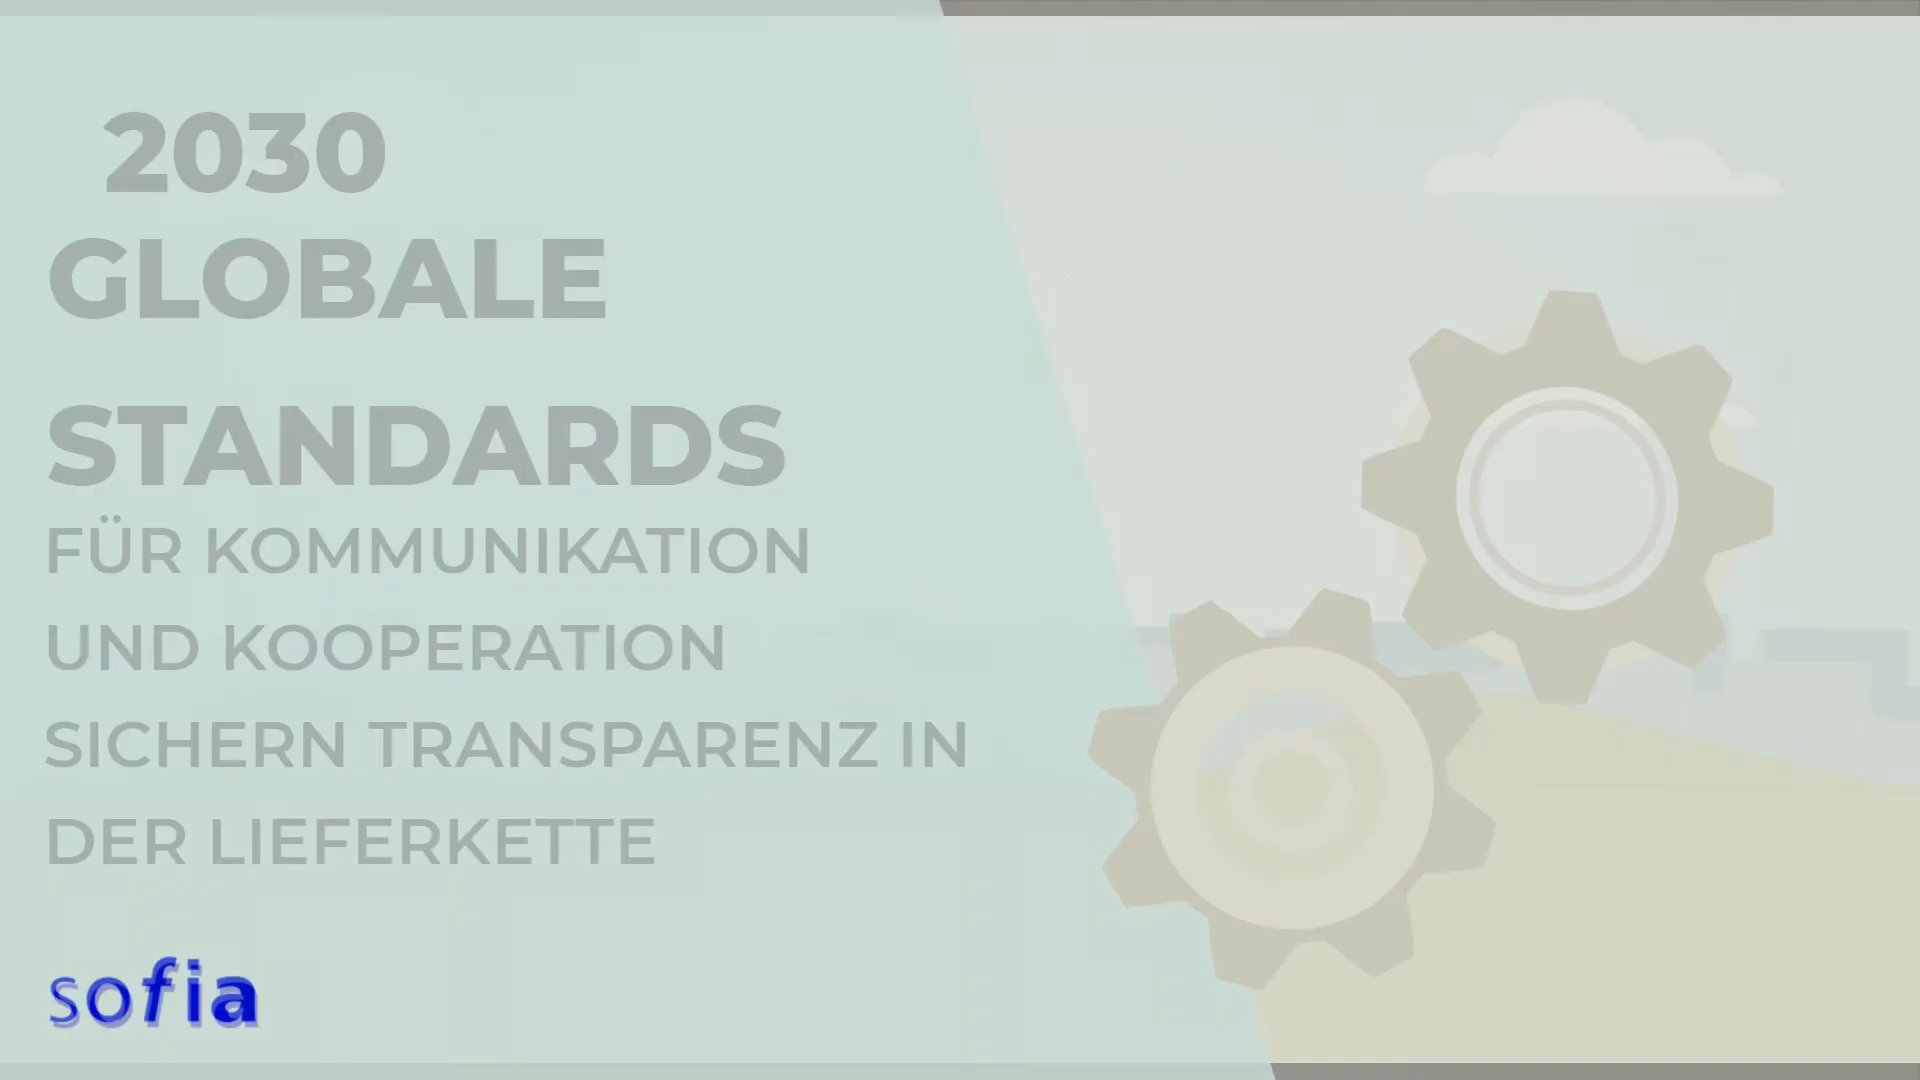 2030
GLOBALE
STANDARDS
FÜR KOMMUNIKATION
UND KOOPERATION
SICHERN TRANSPARENZ IN
DER LIEFERKETTE
sofia